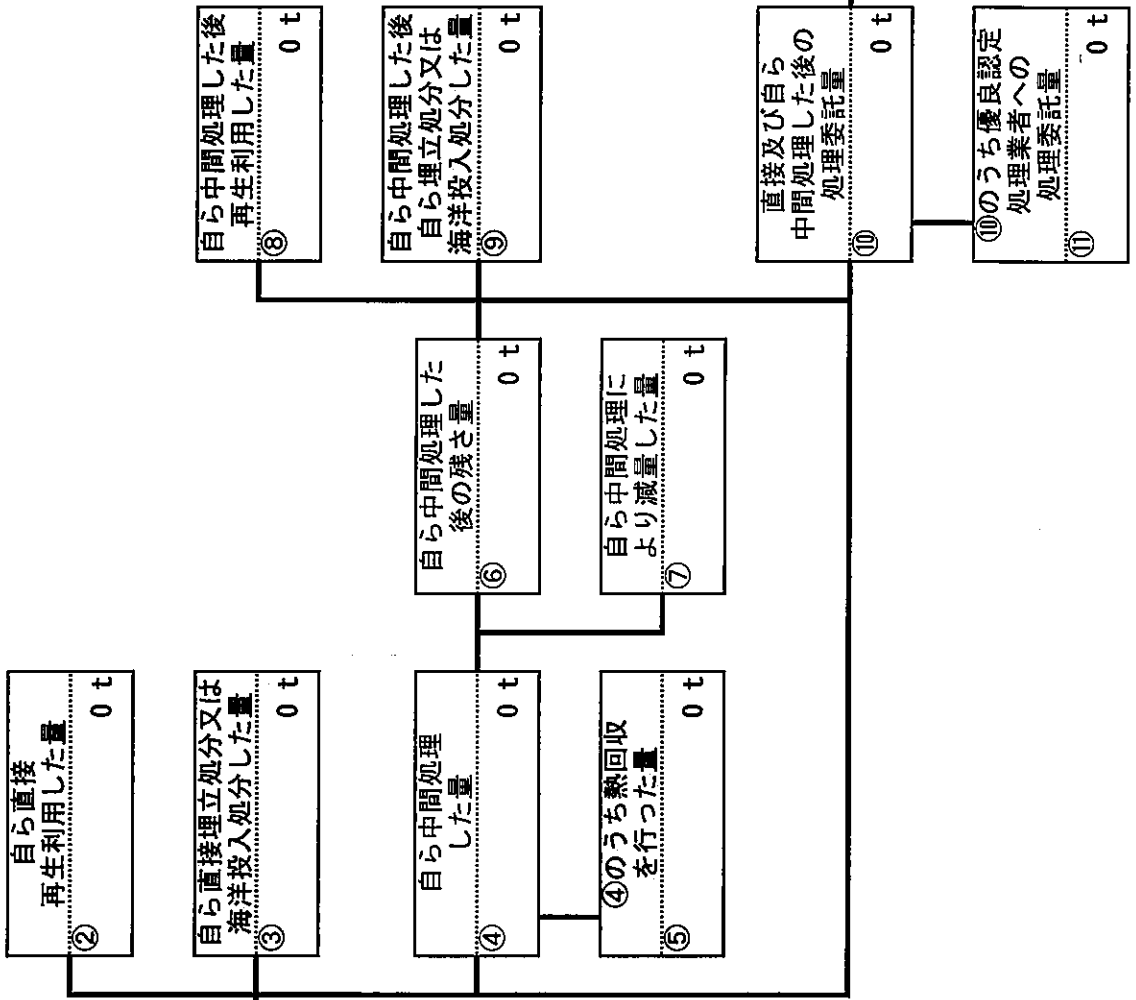 自ら直接
再生利用した量
② 0 t
自ら直接埋立処分又は
海洋投入処分した量
③ 0 t
自ら中間処理
した量
④ 0 t
④のうち熱回収
を行った量
⑤ 0 t
自ら中間処理した
後の残さ量
⑥ 0 t
自ら中間処理に
より減量した量
⑦ 0 t
自ら中間処理した後
再生利用した量
⑧ 0 t
自ら中間処理した後
自ら埋立処分又は
海洋投入処分した量
⑨ 0 t
直接及び自ら
中間処理した後の
処理委託量
⑩ 0 t
⑩のうち優良認定
処理業者への
処理委託量
⑪ 0 t